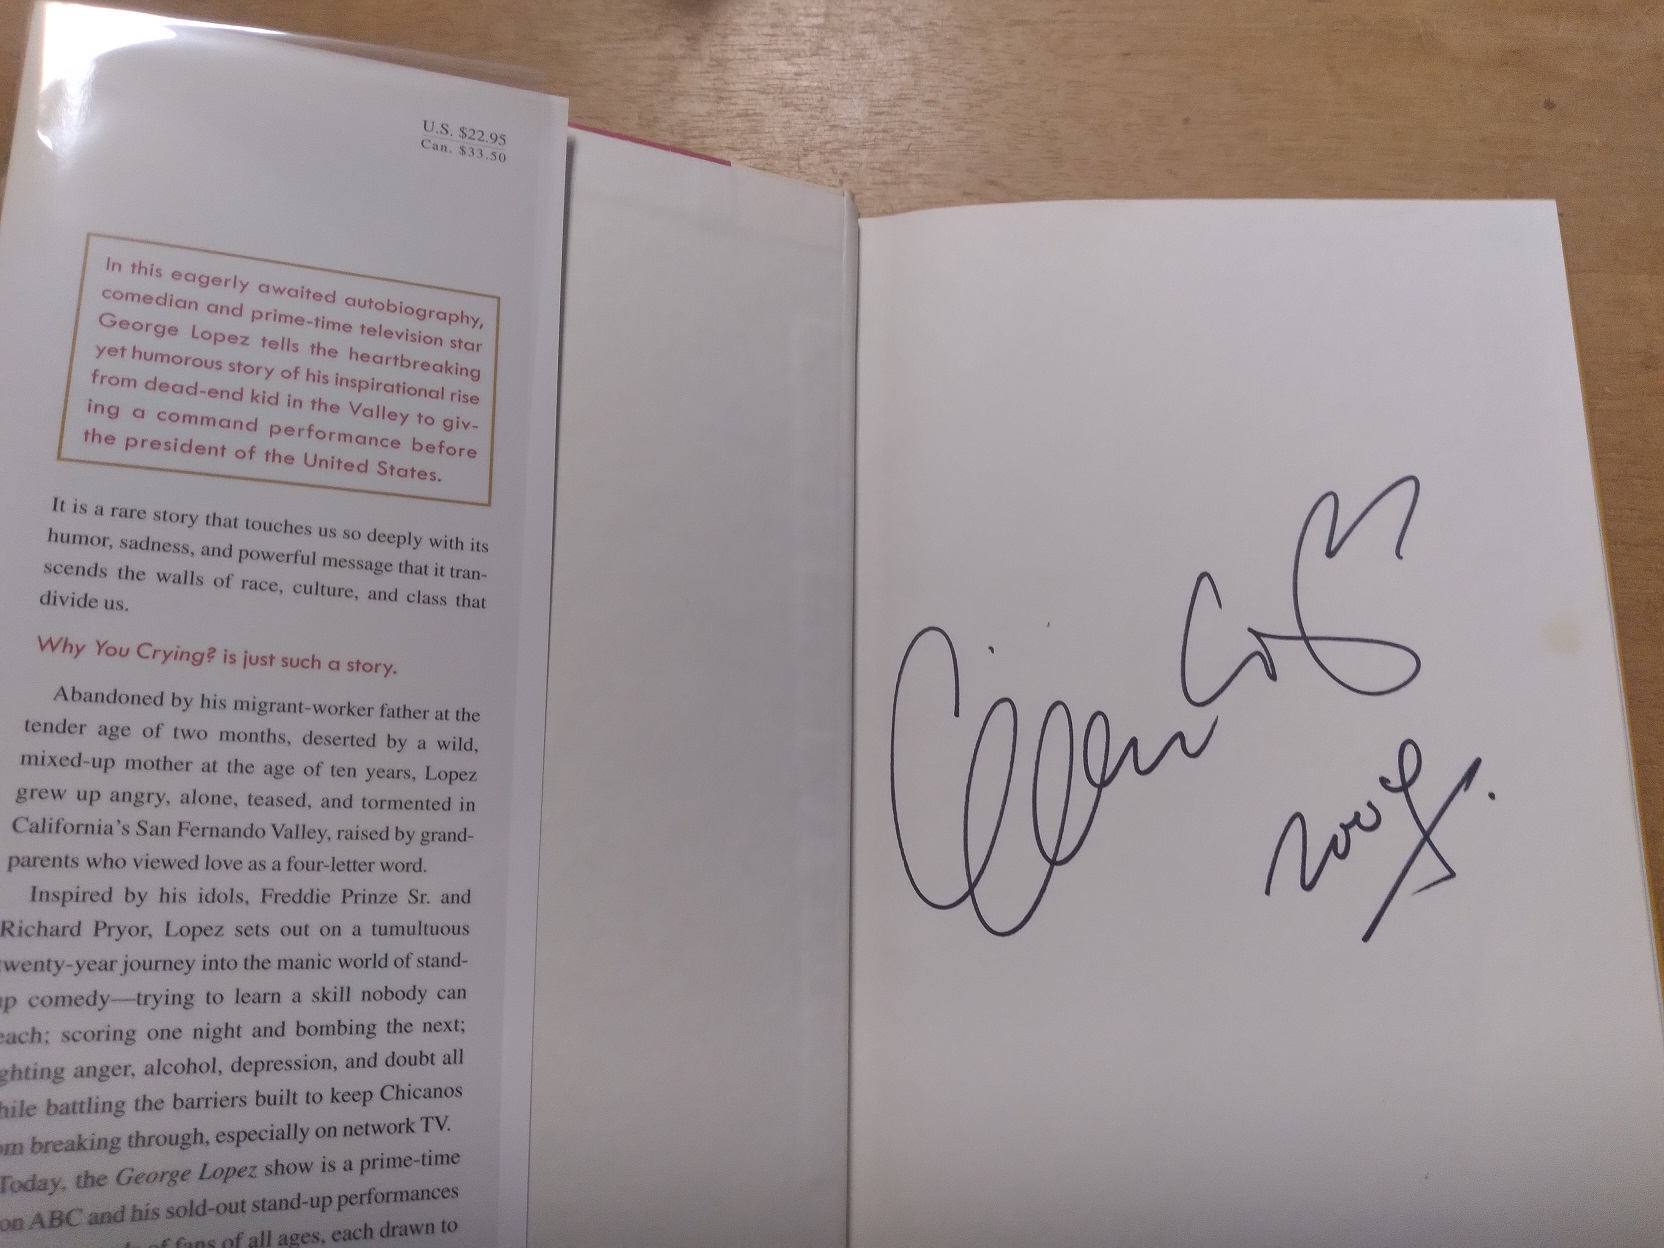 U.S. $22.95
Can. $33.50
In this eagerly awaited autobiography,
comedian and prime-time television star
George Lopez tells the heartbreaking
yet humorous story of his inspirational rise
from dead-end kid in the Valley to giv-
ing a command performance before
the president of the United States.
It is a rare story that touches us so deeply with its
humor, sadness, and powerful message that it tran-
scends the walls of race, culture, and class that
divide us.
Why You Crying? is just such a story.
Abandoned by his migrant-worker father at the
tender age of two months, deserted by a wild,
mixed-up mother at the age of ten years, Lopez
grew up angry, alone, teased, and tormented in
California's San Fernando Valley, raised by grand-
parents who viewed love as a four-letter word.
Inspired by his idols, Freddie Prinze Sr. and
Richard Pryor, Lopez sets out on a tumultuous
wenty-year journey into the manic world of stand-
p comedy—trying to learn a skill nobody can
each; scoring one night and bombing the next;
ghting anger, alcohol, depression, and doubt all
hile battling the barriers built to keep Chicanos
om breaking through, especially on network TV.
Today, the George Lopez show is a prime-time
on ABC and his sold-out stand-up performances
of fans of all ages, each drawn to